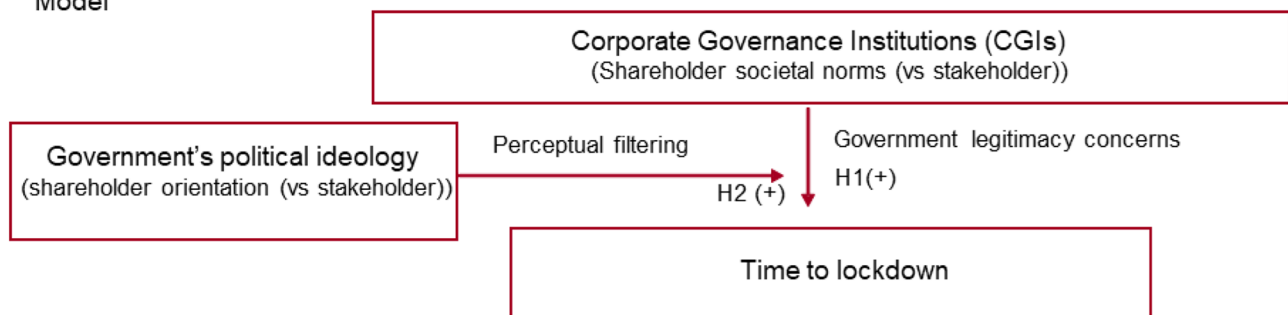 Model
Corporate Governance Institutions (CGIs)
(Shareholder societal norms (vs stakeholder))
Government's political ideology
(shareholder orientation (vs stakeholder))
Perceptual filtering
H2 (+)
Government legitimacy concerns
H1(+)
Time to lockdown